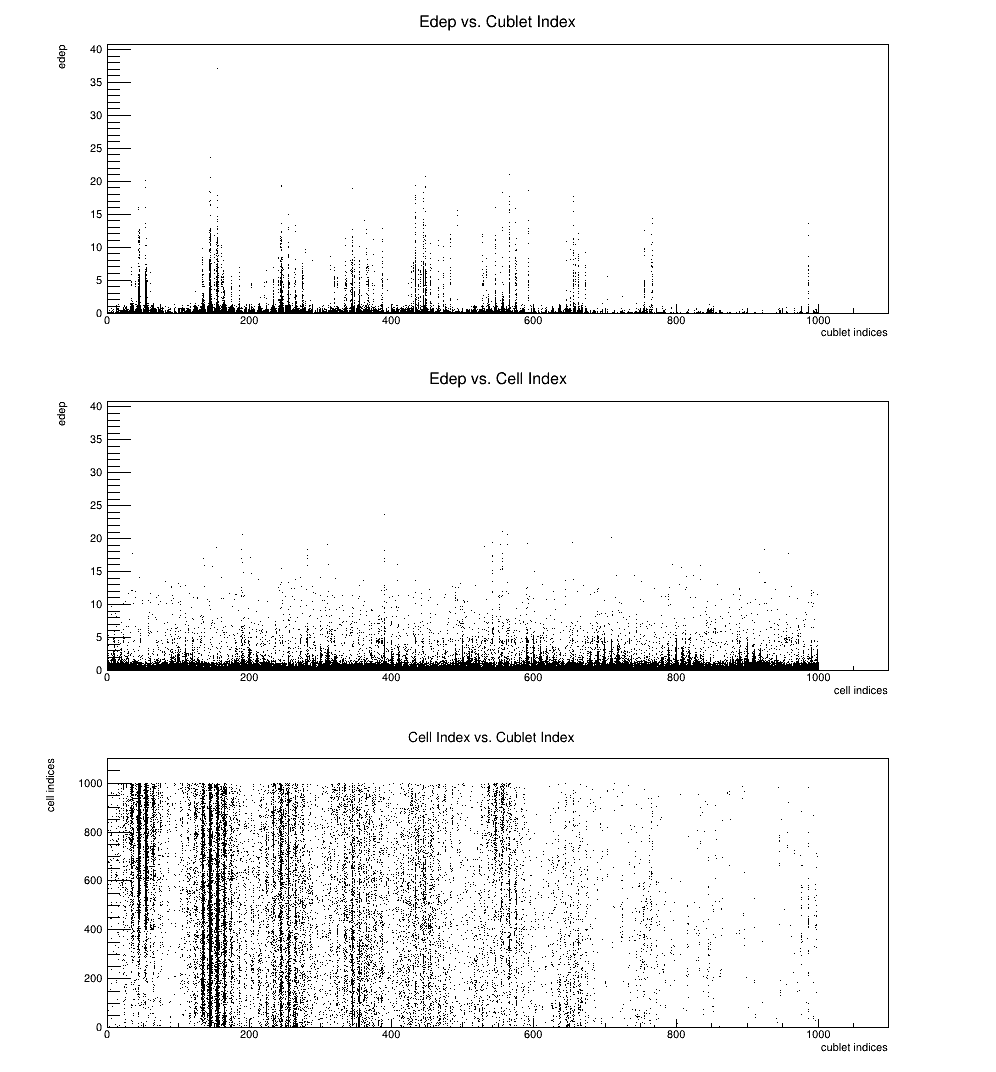 Edep vs. Cublet Index
edep
40
35
30
25
20
15
10
5
0
0 200 400 600 800 1000
cublet indices
Edep vs. Cell Index
edep
40
35
30
25
20
15
10
5
0
0 200 400 600 800 1000
cell indices
Cell Index vs. Cublet Index
cell indices
1000
800
600
400
200
0
0 200 400 600 800 1000
cublet indices